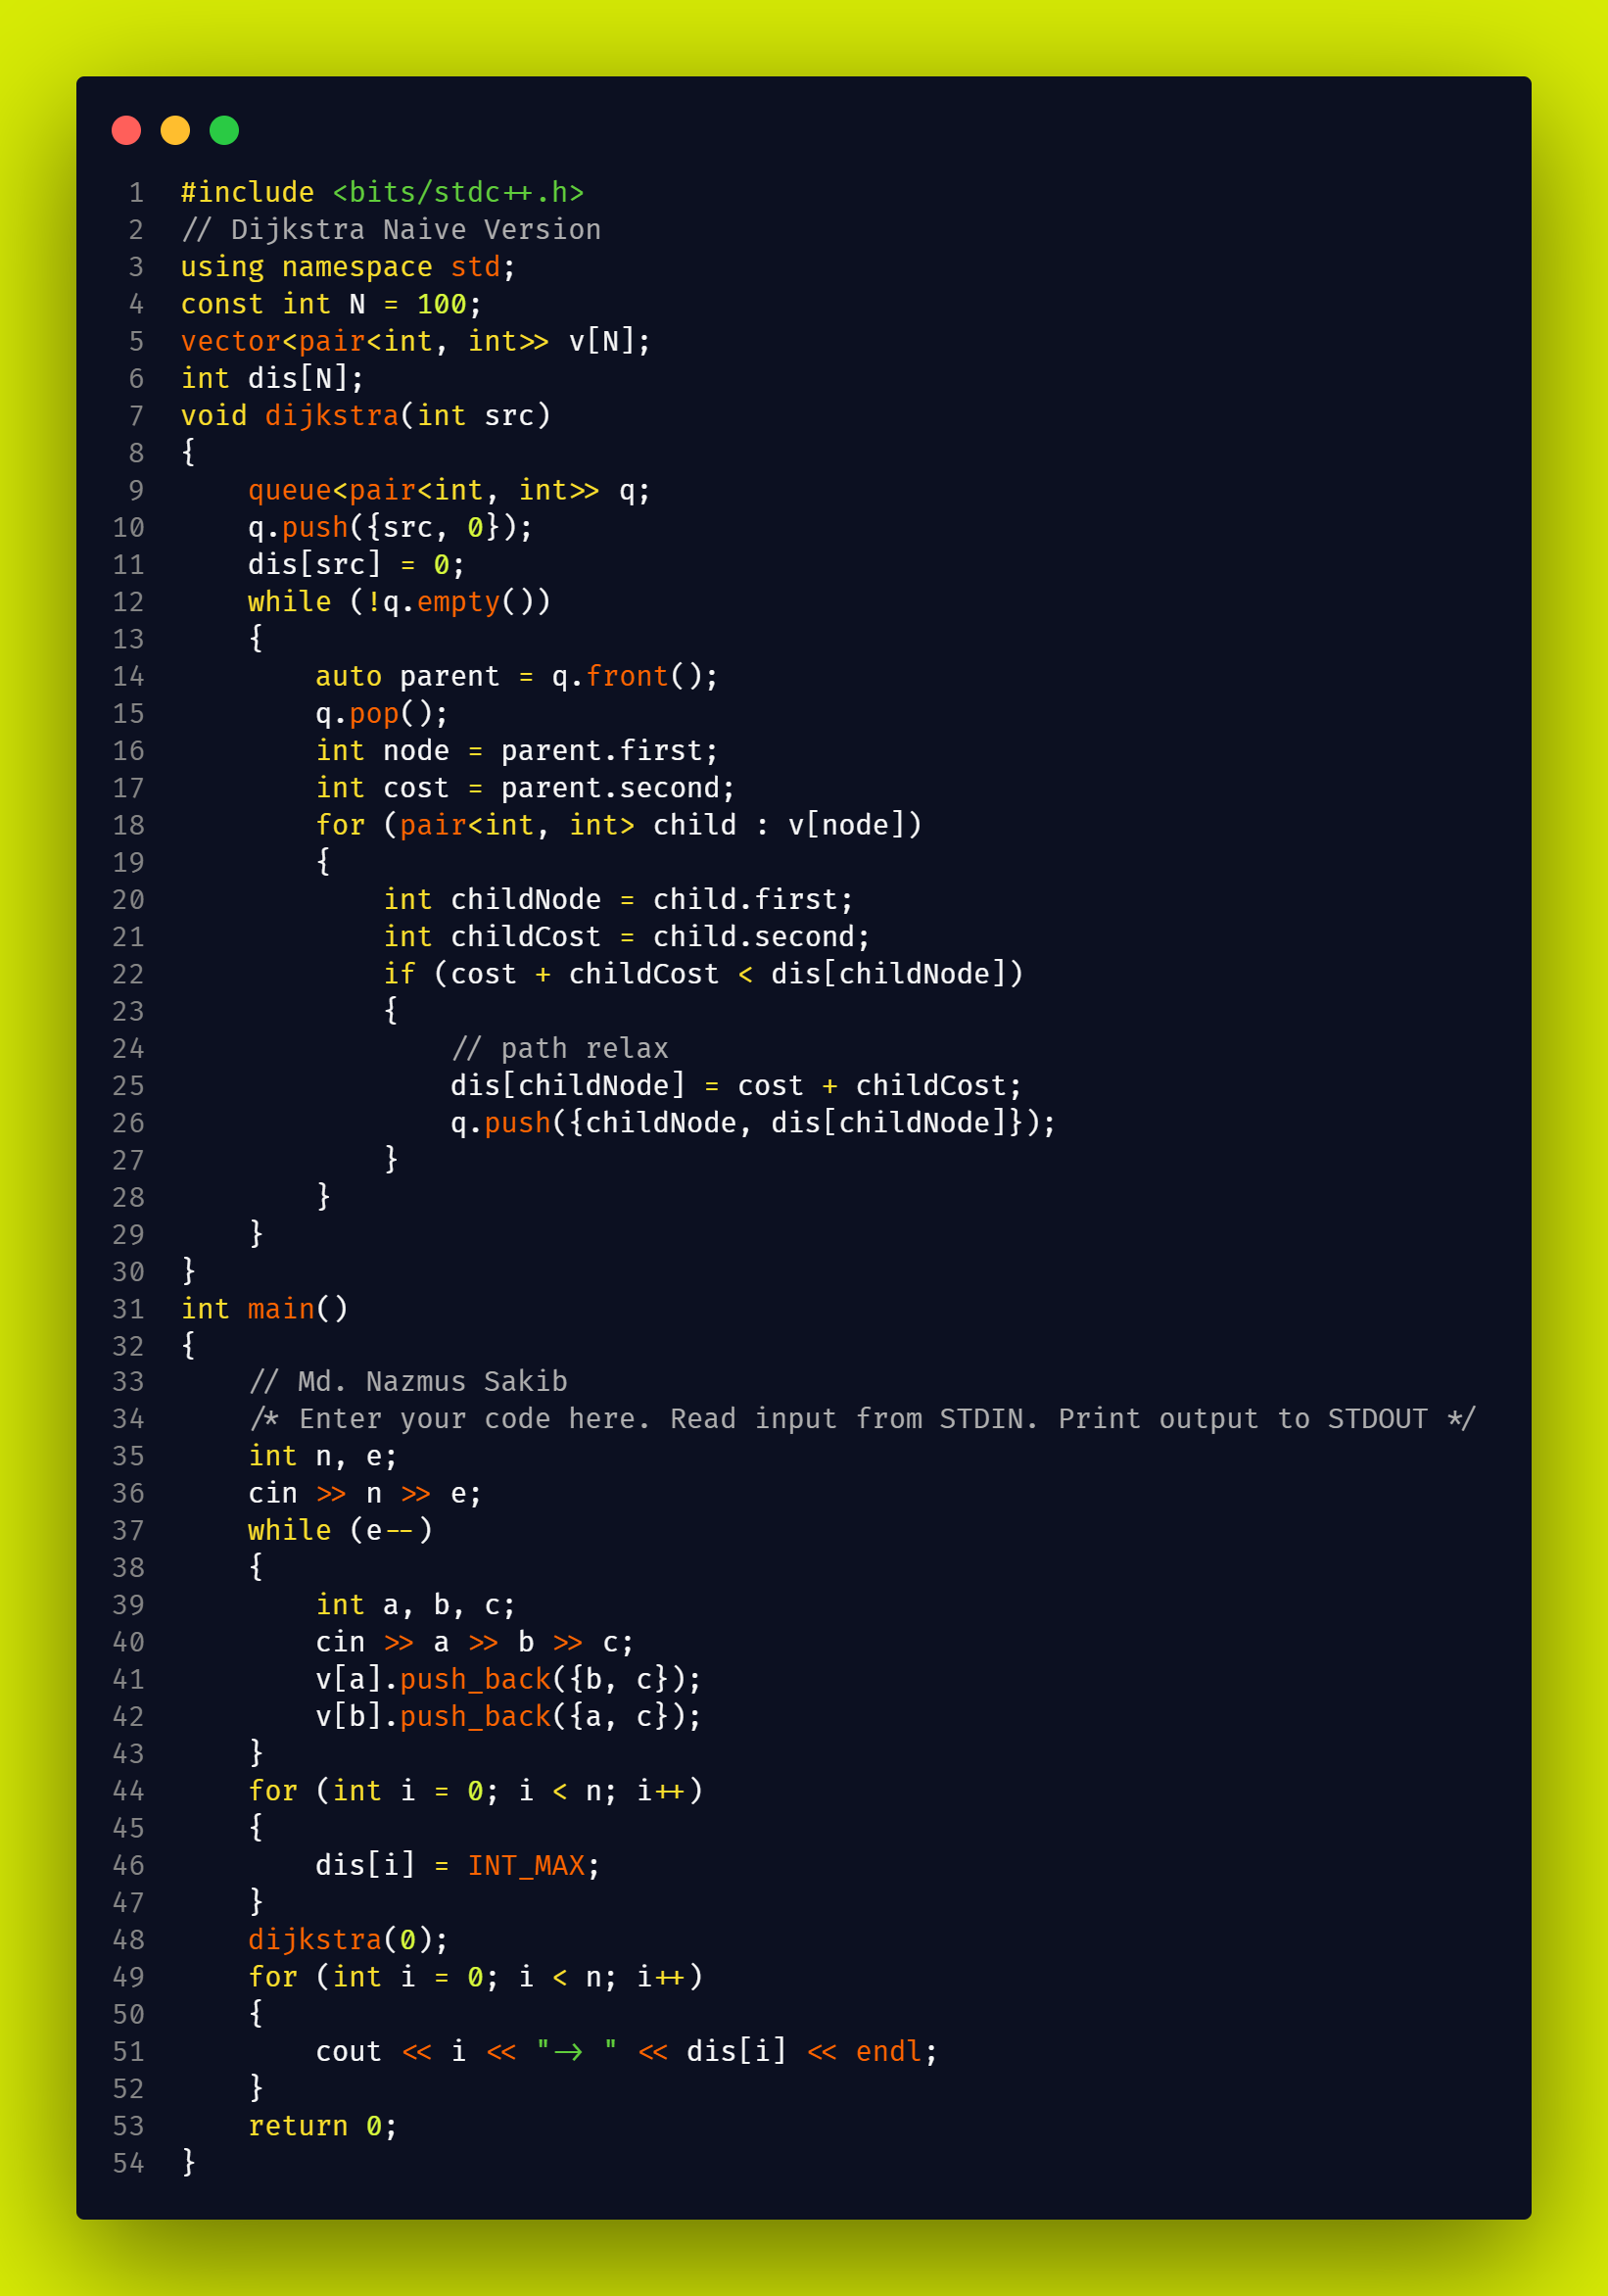 1 #include <bits/stdc++.h>
2 // Dijkstra Naive Version
3 using namespace std;
4 const int N = 100;
5 vector<pair<int, int>> v[N];
6 int dis[N];
7 void dijkstra(int src)
8 {
9     queue<pair<int, int>> q;
10     q.push({src, 0});
11     dis[src] = 0;
12     while (!q.empty())
13     {
14         auto parent = q.front();
15         q.pop();
16         int node = parent.first;
17         int cost = parent.second;
18         for (pair<int, int> child : v[node])
19         {
20             int childNode = child.first;
21             int childCost = child.second;
22             if (cost + childCost < dis[childNode])
23             {
24                 // path relax
25                 dis[childNode] = cost + childCost;
26                 q.push({childNode, dis[childNode]});
27             }
28         }
29     }
30 }
31 int main()
32 {
33     // Md. Nazmus Sakib
34     /* Enter your code here. Read input from STDIN. Print output to STDOUT */
35     int n, e;
36     cin >> n >> e;
37     while (e--)
38     {
39         int a, b, c;
40         cin >> a >> b >> c;
41         v[a].push_back({b, c});
42         v[b].push_back({a, c});
43     }
44     for (int i = 0; i < n; i++)
45     {
46         dis[i] = INT_MAX;
47     }
48     dijkstra(0);
49     for (int i = 0; i < n; i++)
50     {
51         cout << i << "-> " << dis[i] << endl;
52     }
53     return 0;
54 }